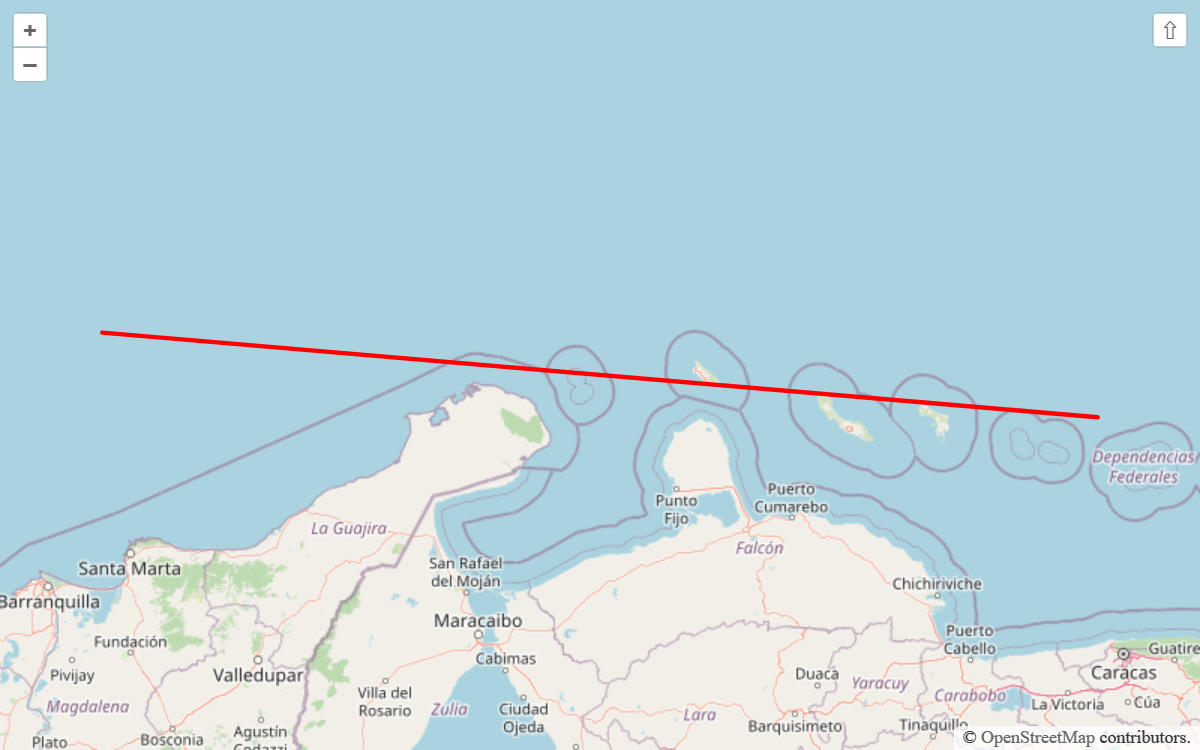 +
−
⇧
Dependencias
Federales
Punto
Fijo
Puerto
Cumarebo
La Guajira
Falcón
Santa Marta
San Rafael
del Moján
Chichiriviche
Barranquilla
Maracaibo
Fundación
Puerto
Cabello
Guatire
Cabimas
Pivijay
Valledupar
Duaca
Caracas
Yaracuy
Villa del
Rosario
Carabobo
La Victoria
Cúa
Magdalena
Zulia
Ciudad
Ojeda
Lara
Barquisimeto
Tinaquillo
Agustín
Codazzi
Bosconia
Plato
© OpenStreetMap contributors.